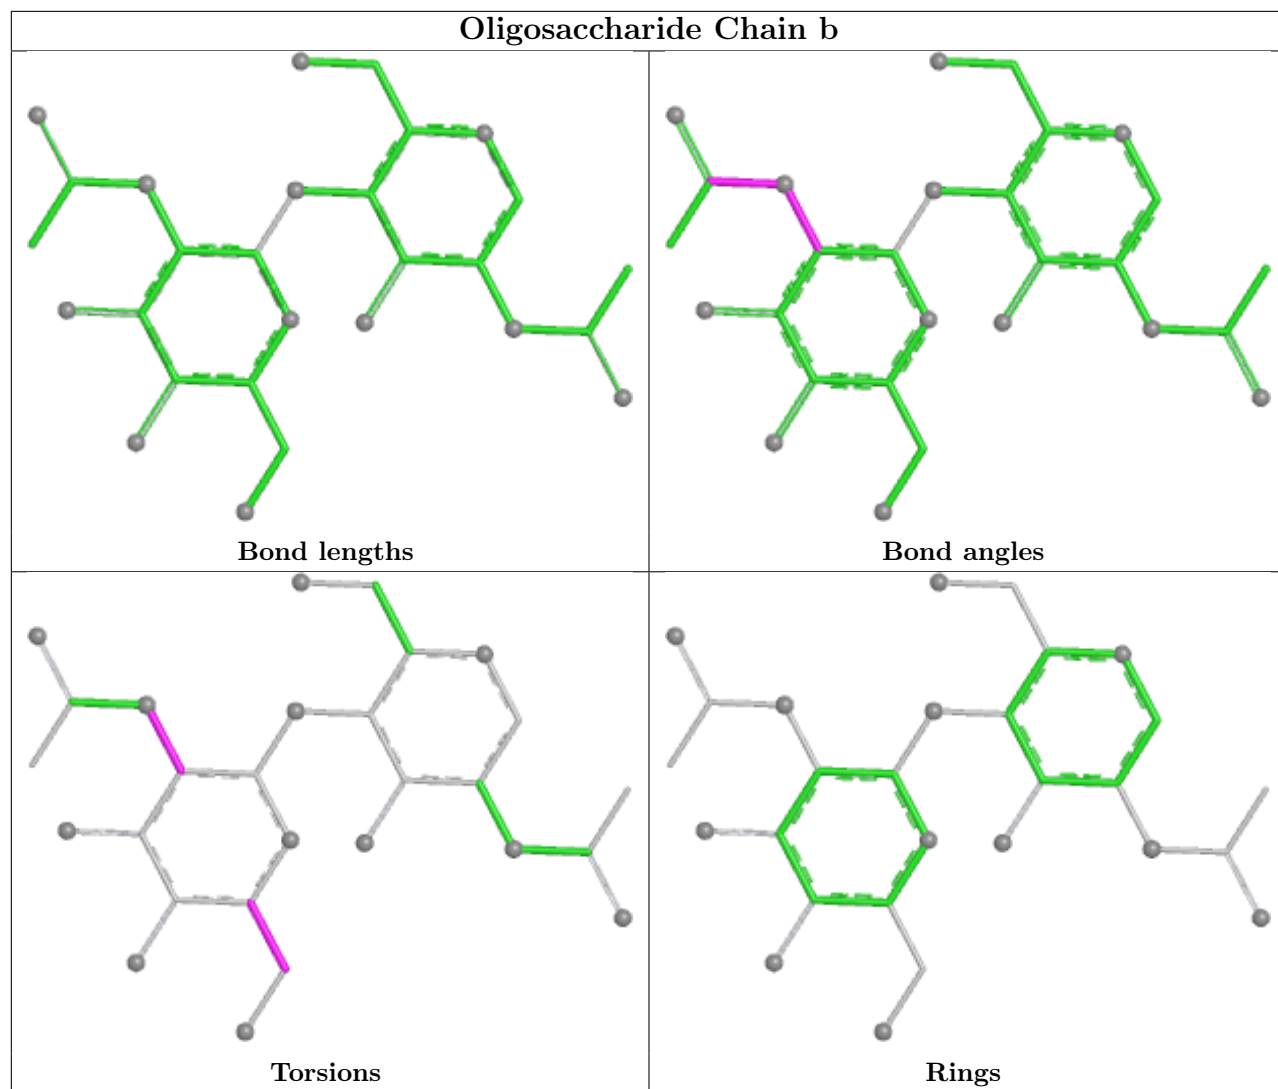 Oligosaccharide Chain b
Bond lengths
Bond angles
Torsions
Rings